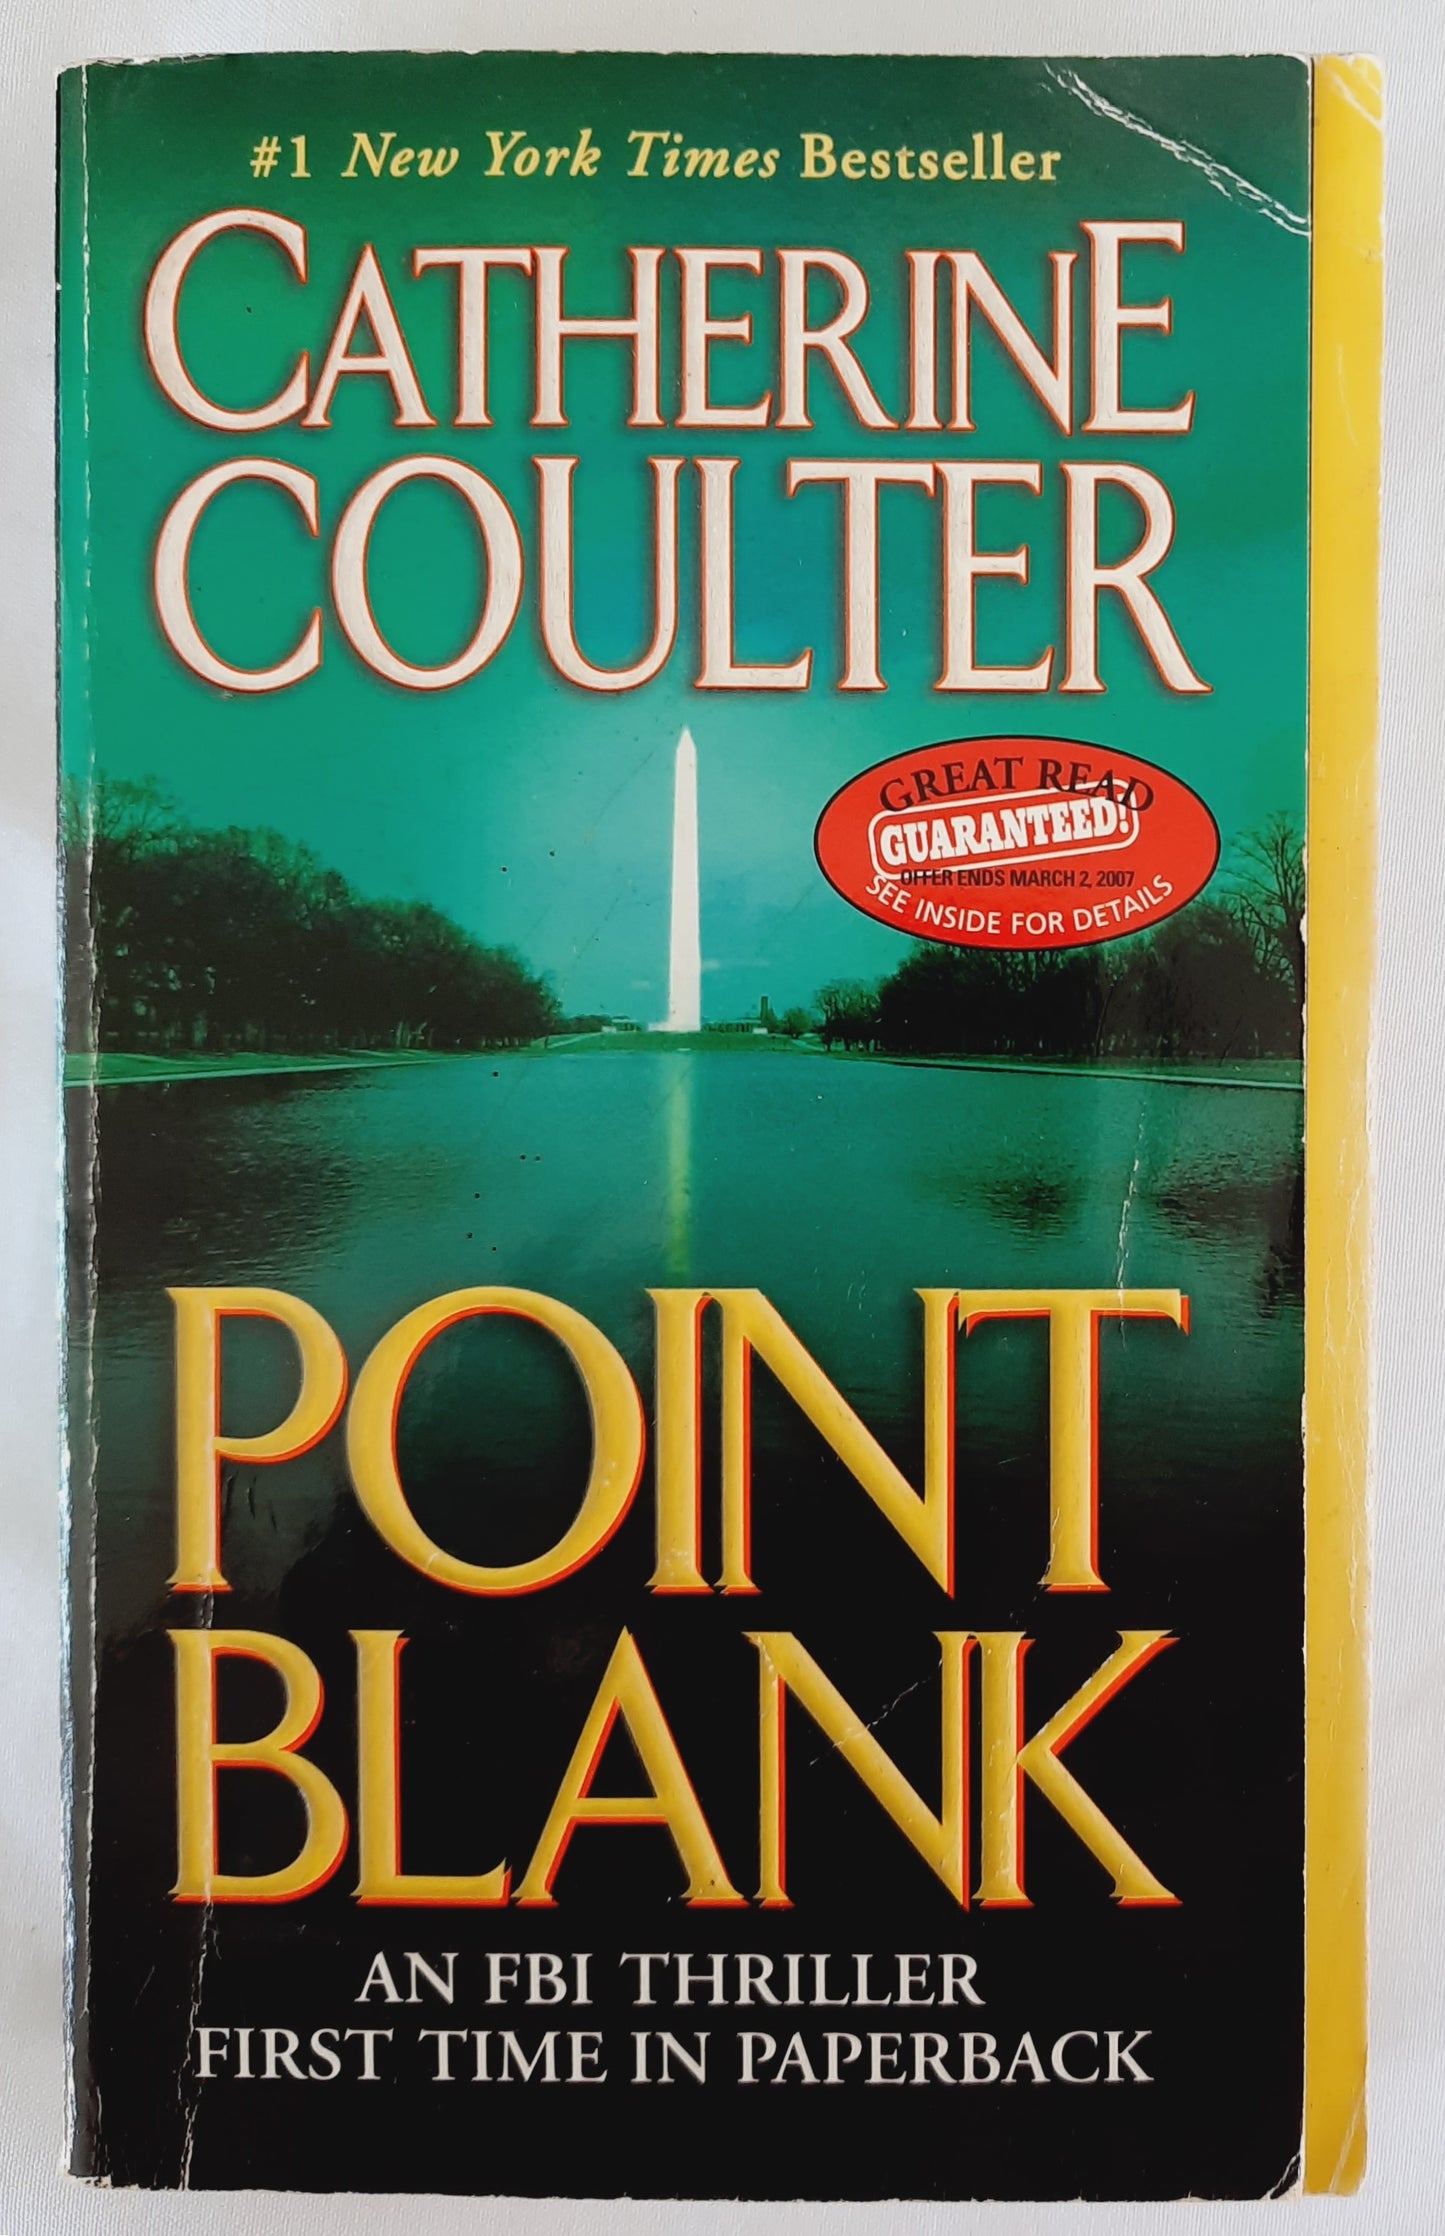 #1 New York Times Bestseller
CATHERINE
COULTER
GREAT READ
GUARANTEED!
OFFER ENDS MARCH 2, 2007
SEE INSIDE FOR DETAILS
POINT
BLANK
AN FBI THRILLER
FIRST TIME IN PAPERBACK